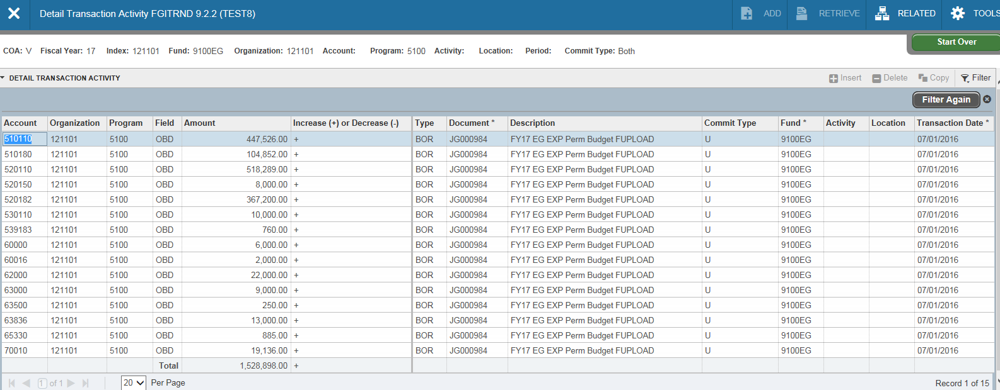 Detail Transaction Activity FGITRND 9.2.2 (TEST8) ADD RETRIEVE RELATED TOOLS
COA: V Fiscal Year: 17 Index: 121101 Fund: 9100EG Organization: 121101 Account: Program: 5100 Activity: Location: Period: Commit Type: Both Start Over
DETAIL TRANSACTION ACTIVITY Insert Delete Copy Filter
Filter Again
Account Organization Program Field Amount Increase (+) or Decrease (-) Type Document * Description Commit Type Fund * Activity Location Transaction Date *
510110 121101 5100 OBD 447,526.00 + BOR JG000984 FY17 EG EXP Perm Budget FUPLOAD U 9100EG 07/01/2016
510180 121101 5100 OBD 104,852.00 + BOR JG000984 FY17 EG EXP Perm Budget FUPLOAD U 9100EG 07/01/2016
520110 121101 5100 OBD 518,289.00 + BOR JG000984 FY17 EG EXP Perm Budget FUPLOAD U 9100EG 07/01/2016
520150 121101 5100 OBD 8,000.00 + BOR JG000984 FY17 EG EXP Perm Budget FUPLOAD U 9100EG 07/01/2016
520182 121101 5100 OBD 367,200.00 + BOR JG000984 FY17 EG EXP Perm Budget FUPLOAD U 9100EG 07/01/2016
530110 121101 5100 OBD 10,000.00 + BOR JG000984 FY17 EG EXP Perm Budget FUPLOAD U 9100EG 07/01/2016
539183 121101 5100 OBD 760.00 + BOR JG000984 FY17 EG EXP Perm Budget FUPLOAD U 9100EG 07/01/2016
60000 121101 5100 OBD 6,000.00 + BOR JG000984 FY17 EG EXP Perm Budget FUPLOAD U 9100EG 07/01/2016
60016 121101 5100 OBD 2,000.00 + BOR JG000984 FY17 EG EXP Perm Budget FUPLOAD U 9100EG 07/01/2016
62000 121101 5100 OBD 22,000.00 + BOR JG000984 FY17 EG EXP Perm Budget FUPLOAD U 9100EG 07/01/2016
63000 121101 5100 OBD 9,000.00 + BOR JG000984 FY17 EG EXP Perm Budget FUPLOAD U 9100EG 07/01/2016
63500 121101 5100 OBD 250.00 + BOR JG000984 FY17 EG EXP Perm Budget FUPLOAD U 9100EG 07/01/2016
63836 121101 5100 OBD 13,000.00 + BOR JG000984 FY17 EG EXP Perm Budget FUPLOAD U 9100EG 07/01/2016
65330 121101 5100 OBD 885.00 + BOR JG000984 FY17 EG EXP Perm Budget FUPLOAD U 9100EG 07/01/2016
70010 121101 5100 OBD 19,136.00 + BOR JG000984 FY17 EG EXP Perm Budget FUPLOAD U 9100EG 07/01/2016
Total 1,528,898.00 +
1 of 1 20 Per Page Record 1 of 15